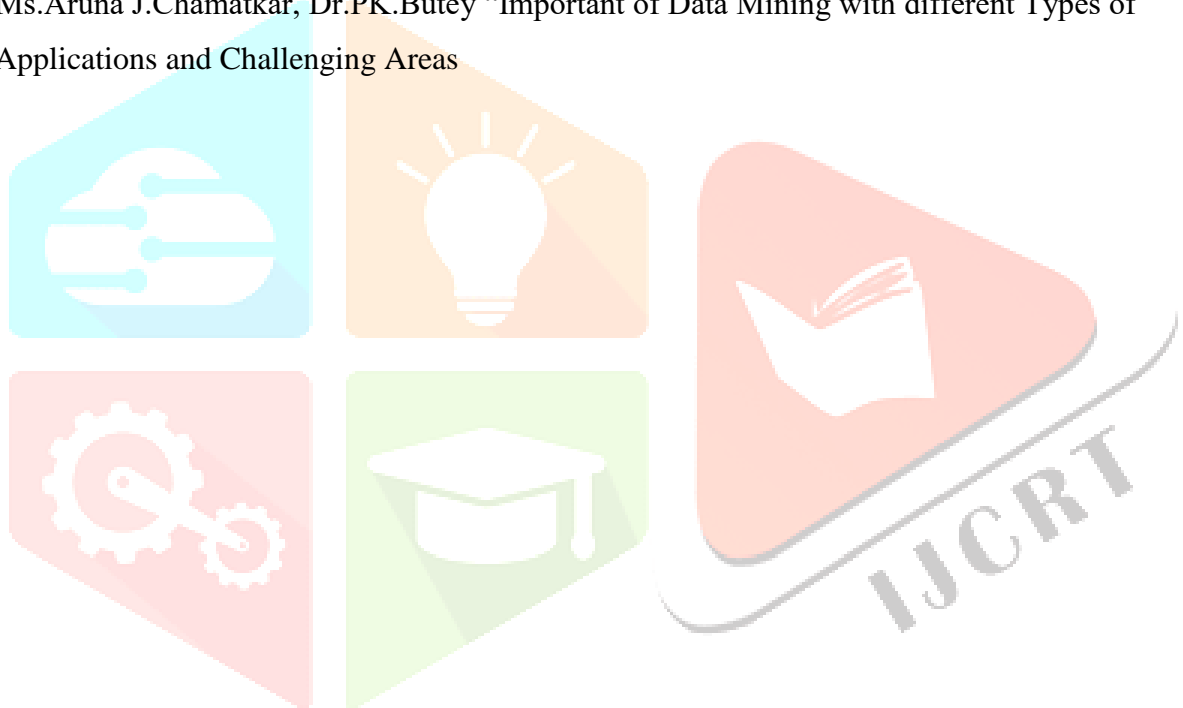 Ms.Aruna J.Chamatkar, Dr.PK.Butey "Important of Data Mining with different Types of
Applications and Challenging Areas
IJCRT